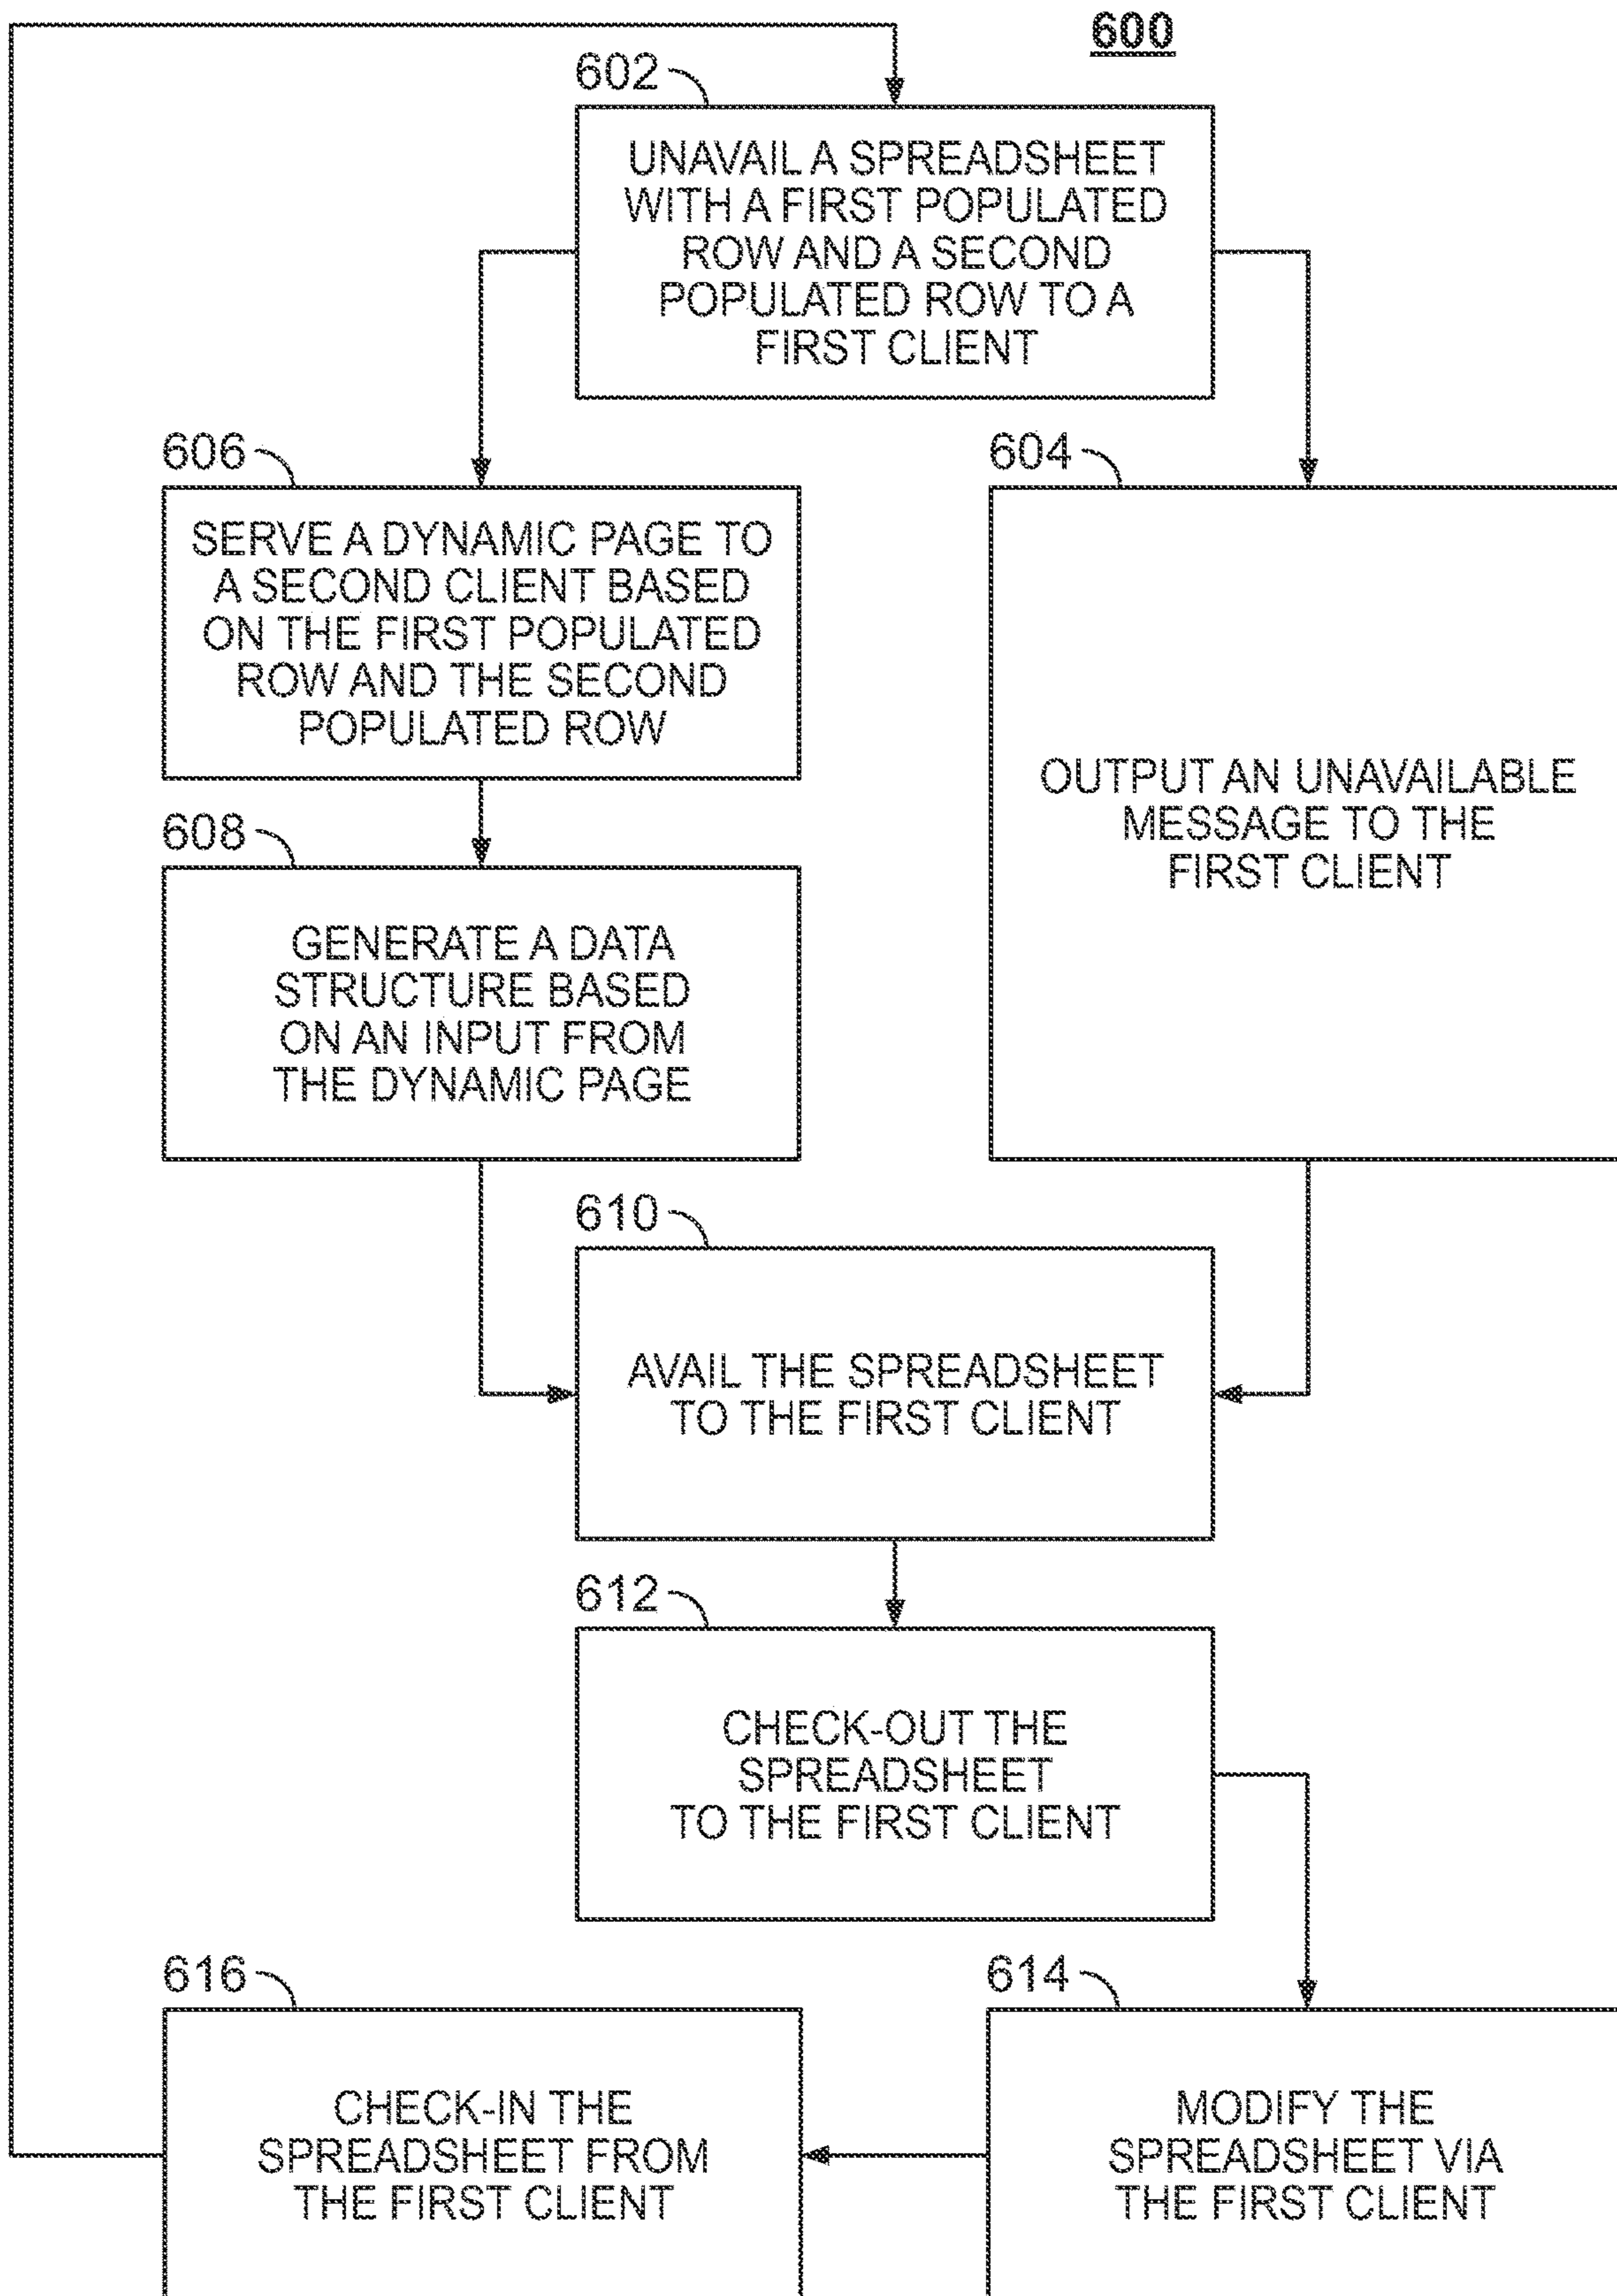 600
602
UNAVAIL A SPREADSHEET
WITH A FIRST POPULATED
ROW AND A SECOND
POPULATED ROW TO A
FIRST CLIENT
606
SERVE A DYNAMIC PAGE TO
A SECOND CLIENT BASED
ON THE FIRST POPULATED
ROW AND THE SECOND
POPULATED ROW
604
OUTPUT AN UNAVAILABLE
MESSAGE TO THE
FIRST CLIENT
608
GENERATE A DATA
STRUCTURE BASED
ON AN INPUT FROM
THE DYNAMIC PAGE
610
AVAIL THE SPREADSHEET
TO THE FIRST CLIENT
612
CHECK-OUT THE
SPREADSHEET
TO THE FIRST CLIENT
616
CHECK-IN THE
SPREADSHEET FROM
THE FIRST CLIENT
614
MODIFY THE
SPREADSHEET VIA
THE FIRST CLIENT